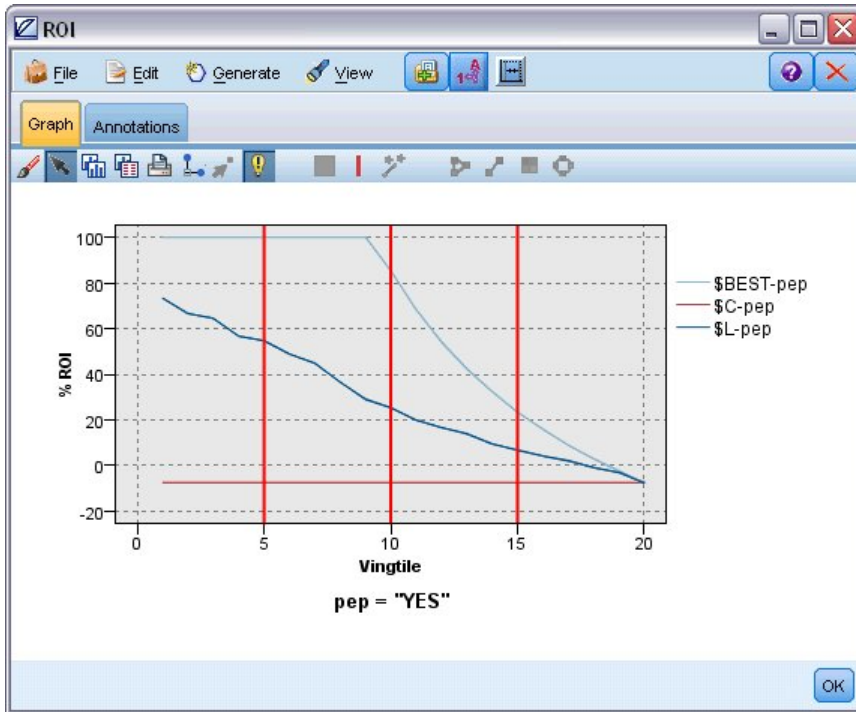 ROI
File Edit Generate View
Graph Annotations
100
80
60
40
20
0
-20
% ROI
0 5 10 15 20
Vingtile
pep = "YES"
$BEST-pep
$C-pep
$L-pep
OK